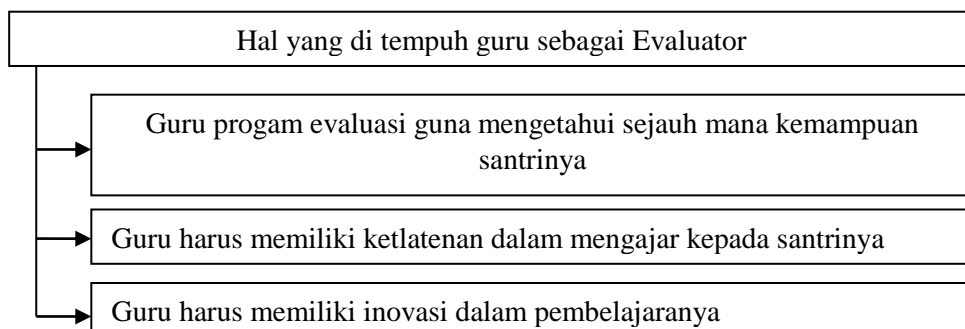 Hal yang di tempuh guru sebagai Evaluator
Guru progam evaluasi guna mengetahui sejauh mana kemampuan
santrinya
Guru harus memiliki ketlatenan dalam mengajar kepada santrinya
Guru harus memiliki inovasi dalam pembelajaranya